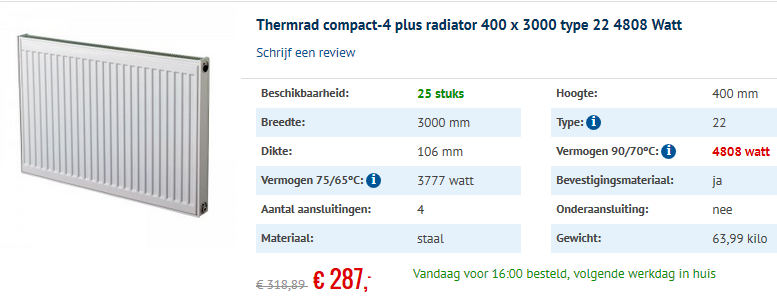 Thermrad compact-4 plus radiator 400 x 3000 type 22 4808 Watt
Schrijf een review
Beschikbaarheid: 25 stuks Hoogte: 400 mm
Breedte: 3000 mm Type: i 22
Dikte: 106 mm Vermogen 90/70ºC: i 4808 watt
Vermogen 75/65ºC: i 3777 watt Bevestigingsmateriaal: ja
Aantal aansluitingen: 4 Onderaansluiting: nee
Materiaal: staal Gewicht: 63,99 kilo
€ 318,89 € 287,- Vandaag voor 16:00 besteld, volgende werkdag in huis